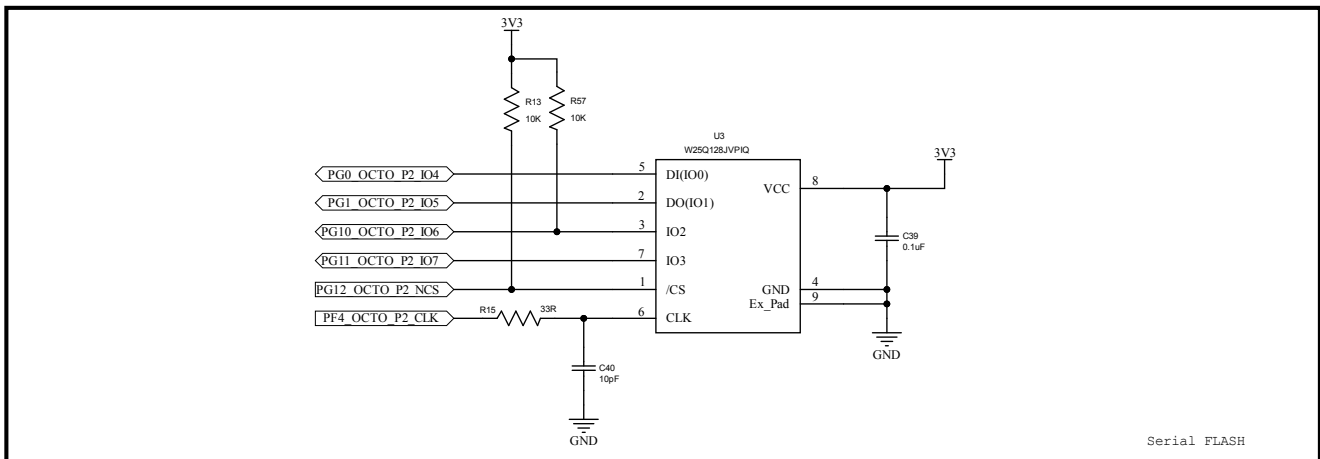 3V3
R13
10K
R57
10K
U3
W25Q128JVPIQ
3V3
PG0_OCTO_P2_IO4
5
DI(IO0)
VCC
8
PG1_OCTO_P2_IO5
2
DO(IO1)
PG10_OCTO_P2_IO6
3
IO2
C39
0.1uF
PG11_OCTO_P2_IO7
7
IO3
PG12_OCTO_P2_NCS
1
/CS
GND
4
Ex_Pad
9
PF4_OCTO_P2_CLK
R15
33R
6
CLK
GND
C40
10pF
GND
Serial FLASH